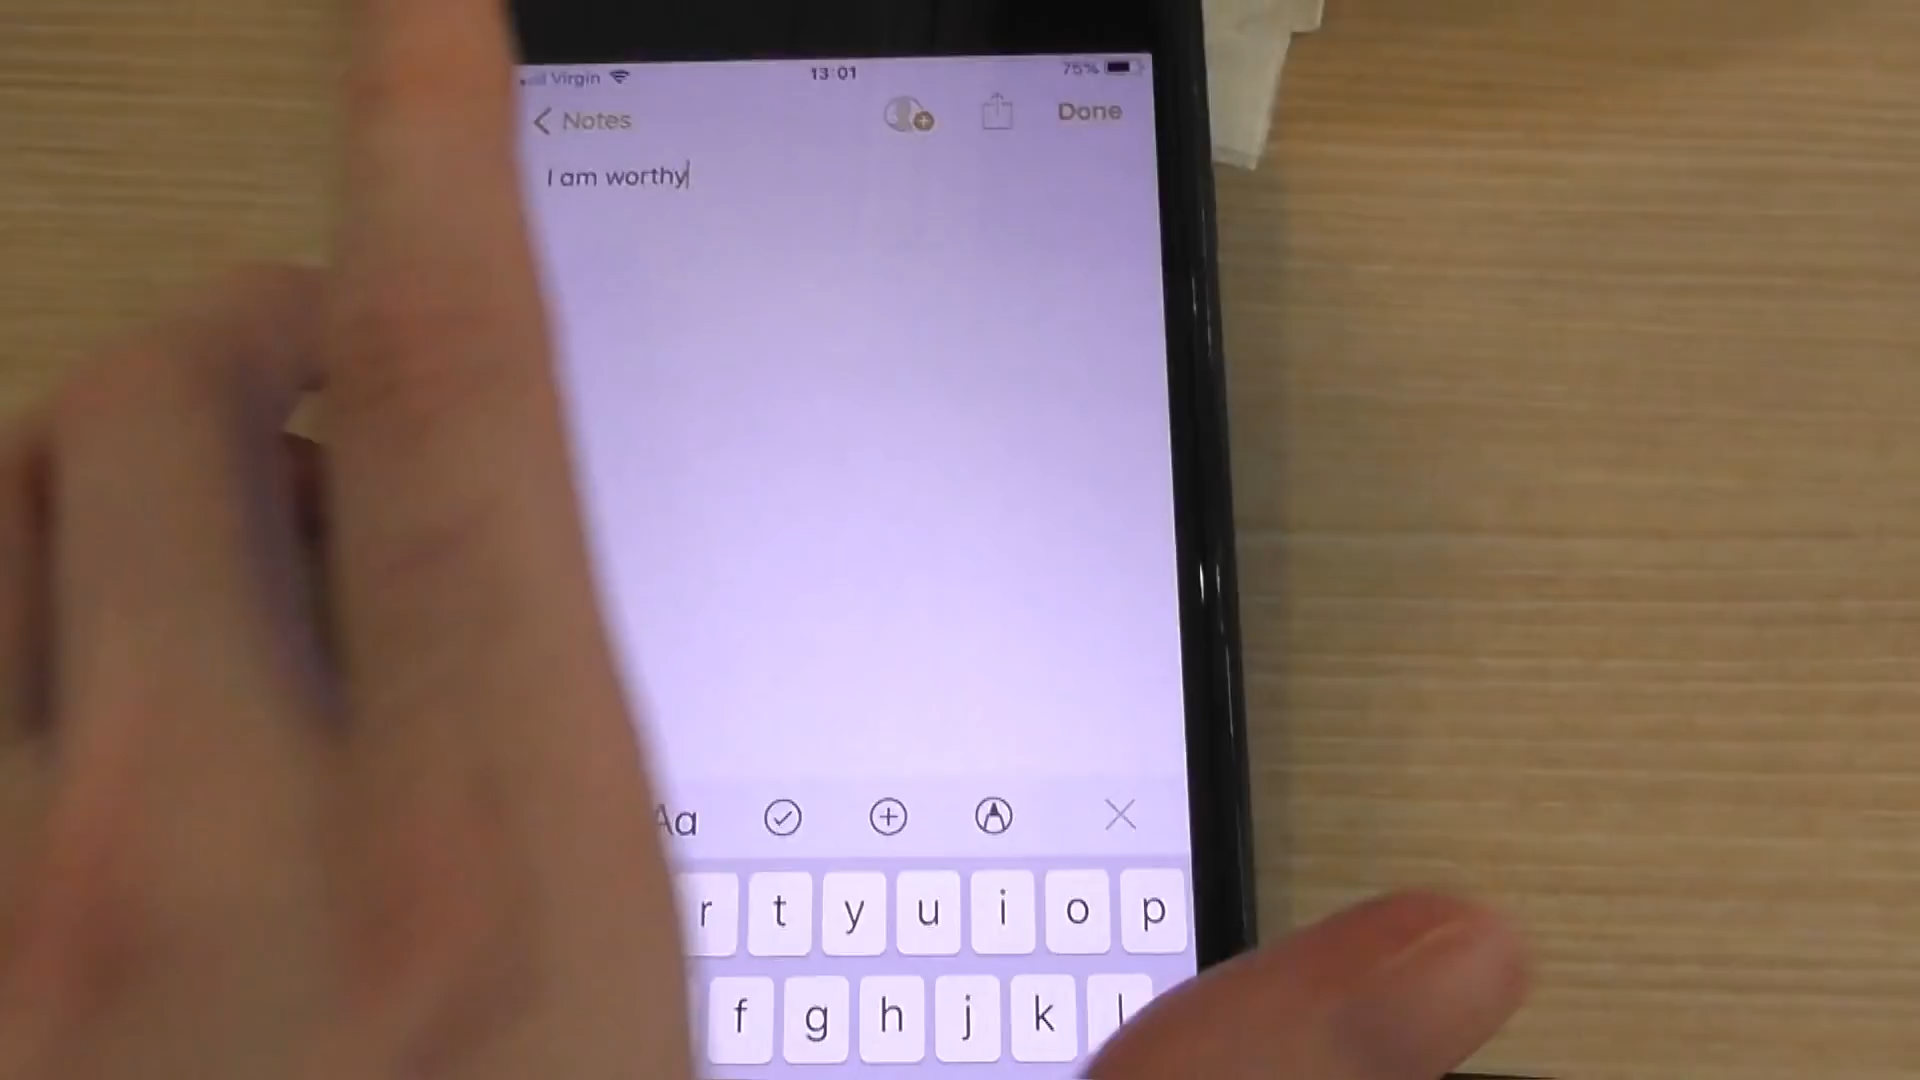 Virgin 13:01 75%
Notes Done
I am worthy
Aa
r t y u i o p
f g h j k l